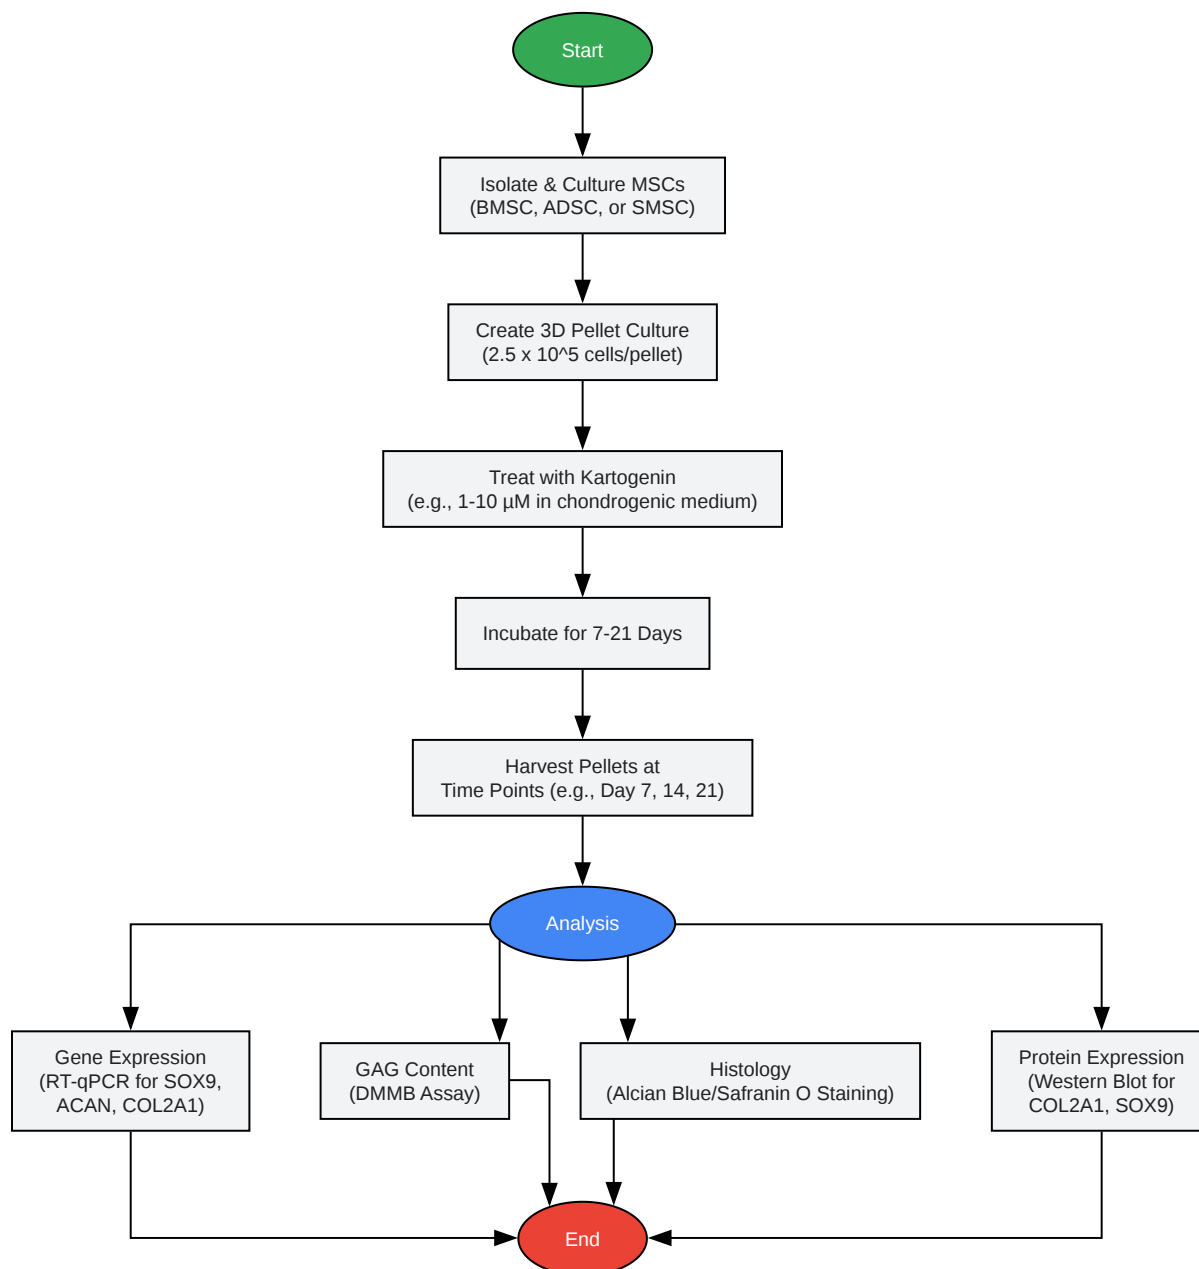 Start
Isolate & Culture MSCs
(BMSC, ADSC, or SMSC)
Create 3D Pellet Culture
(2.5 x 10^5 cells/pellet)
Treat with Kartogenin
(e.g., 1-10 µM in chondrogenic medium)
Incubate for 7-21 Days
Harvest Pellets at
Time Points (e.g., Day 7, 14, 21)
Analysis
Gene Expression
(RT-qPCR for SOX9,
ACAN, COL2A1)
GAG Content
(DMMB Assay)
Histology
(Alcian Blue/Safranin O Staining)
Protein Expression
(Western Blot for
COL2A1, SOX9)
End